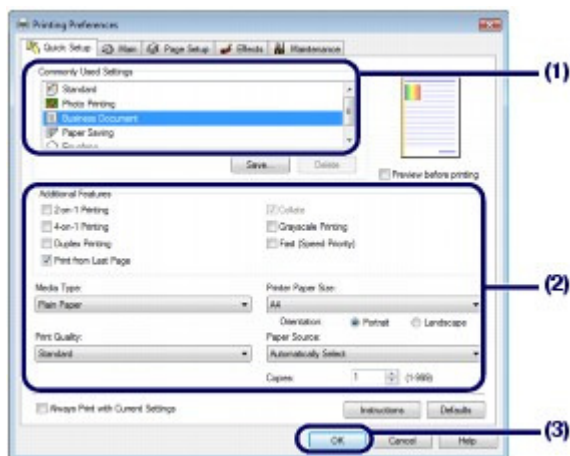 Printing Preferences
Quick Setup Main Page Setup Effects Maintenance
Commonly Used Settings
(1)
Standard
Photo Printing
Business Document
Paper Saving
Envelope
Save... Delete
Preview before printing
Additional Features
2-on-1 Printing Collate
4-on-1 Printing Grayscale Printing
Duplex Printing Fast (Speed Priority)
Print from Last Page
(2)
Media Type: Printer Paper Size:
Plain Paper A4
Orientation: Portrait Landscape
Print Quality: Paper Source:
Standard Automatically Select
Copies: 1 (1-999)
Always Print with Current Settings Instructions Defaults
OK Cancel Help
(3)